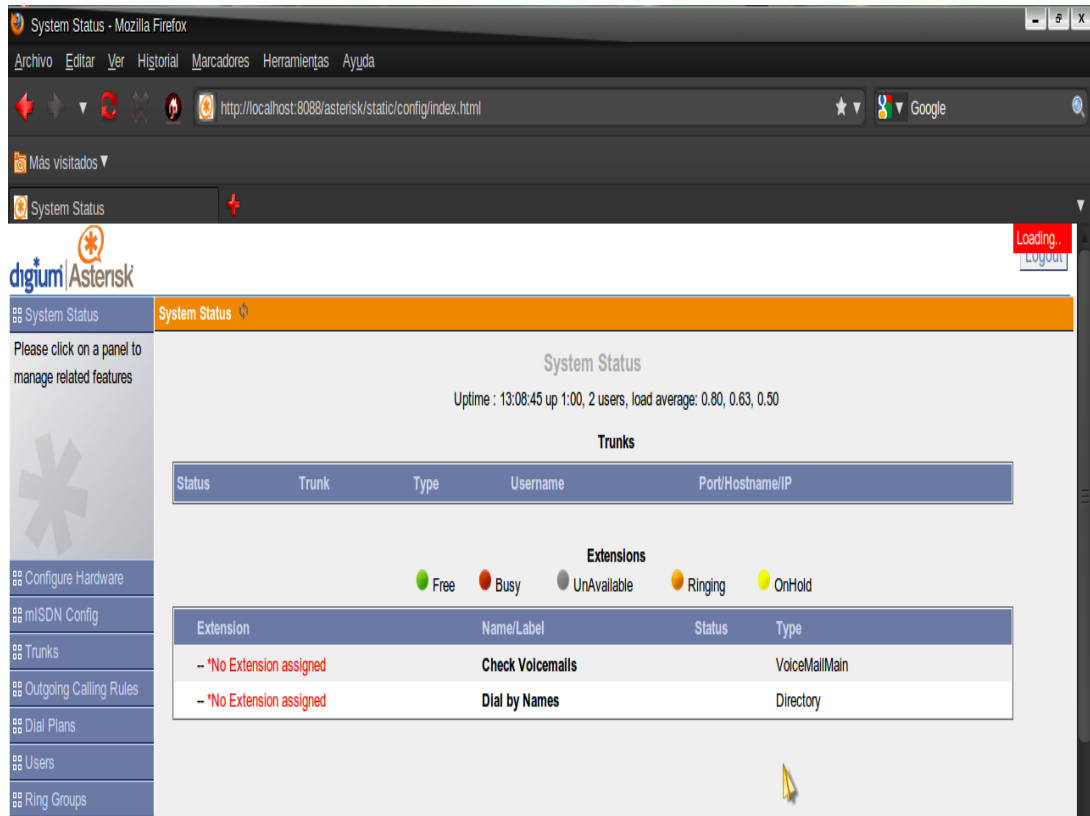 System Status - Mozilla Firefox
Archivo Editar Ver Historial Marcadores Herramientas Ayuda
http://localhost:8088/asterisk/static/config/index.html
Google
Más visitados
System Status
Loading..
Logout
digium Asterisk
System Status
System Status
Please click on a panel to
manage related features
System Status
Uptime : 13:08:45 up 1:00, 2 users, load average: 0.80, 0.63, 0.50
Trunks
Status Trunk Type Username Port/Hostname/IP
Extensions
Free Busy UnAvailable Ringing OnHold
Extension Name/Label Status Type
-- *No Extension assigned Check Voicemails VoiceMailMain
-- *No Extension assigned Dial by Names Directory
Configure Hardware
mISDN Config
Trunks
Outgoing Calling Rules
Dial Plans
Users
Ring Groups